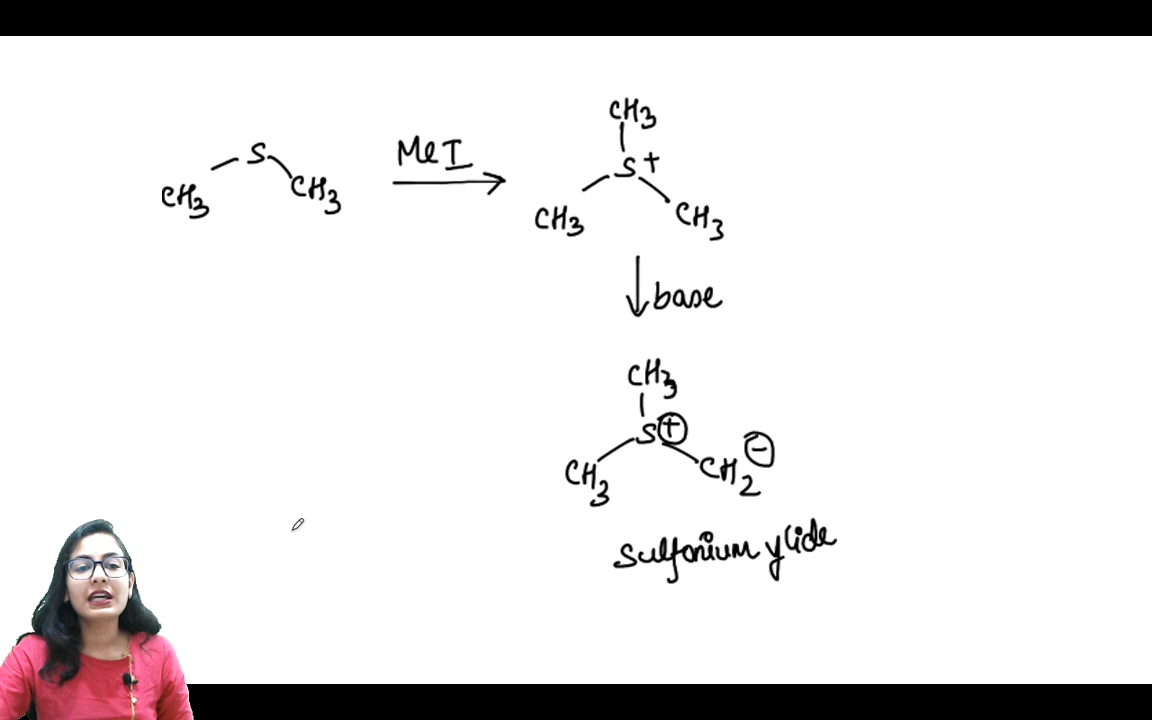 CH3 S CH3
MeI
CH3
S+
CH3 CH3
base
CH3
S⊕
CH3 CH2⊖
Sulfonium ylide